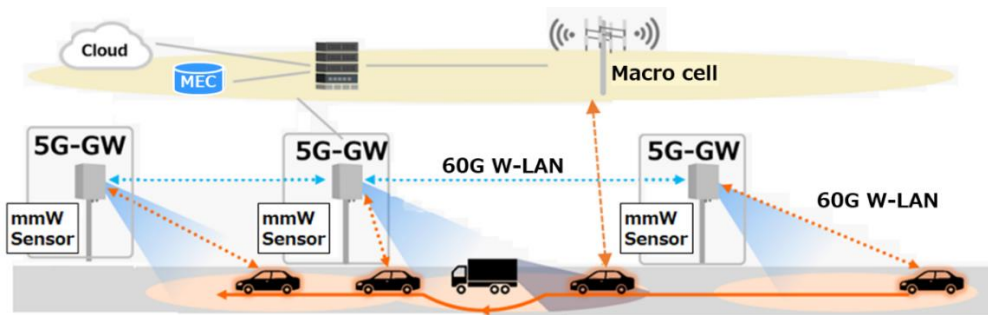 Cloud
MEC
Macro cell
5G-GW
5G-GW
5G-GW
60G W-LAN
60G W-LAN
mmW
Sensor
mmW
Sensor
mmW
Sensor